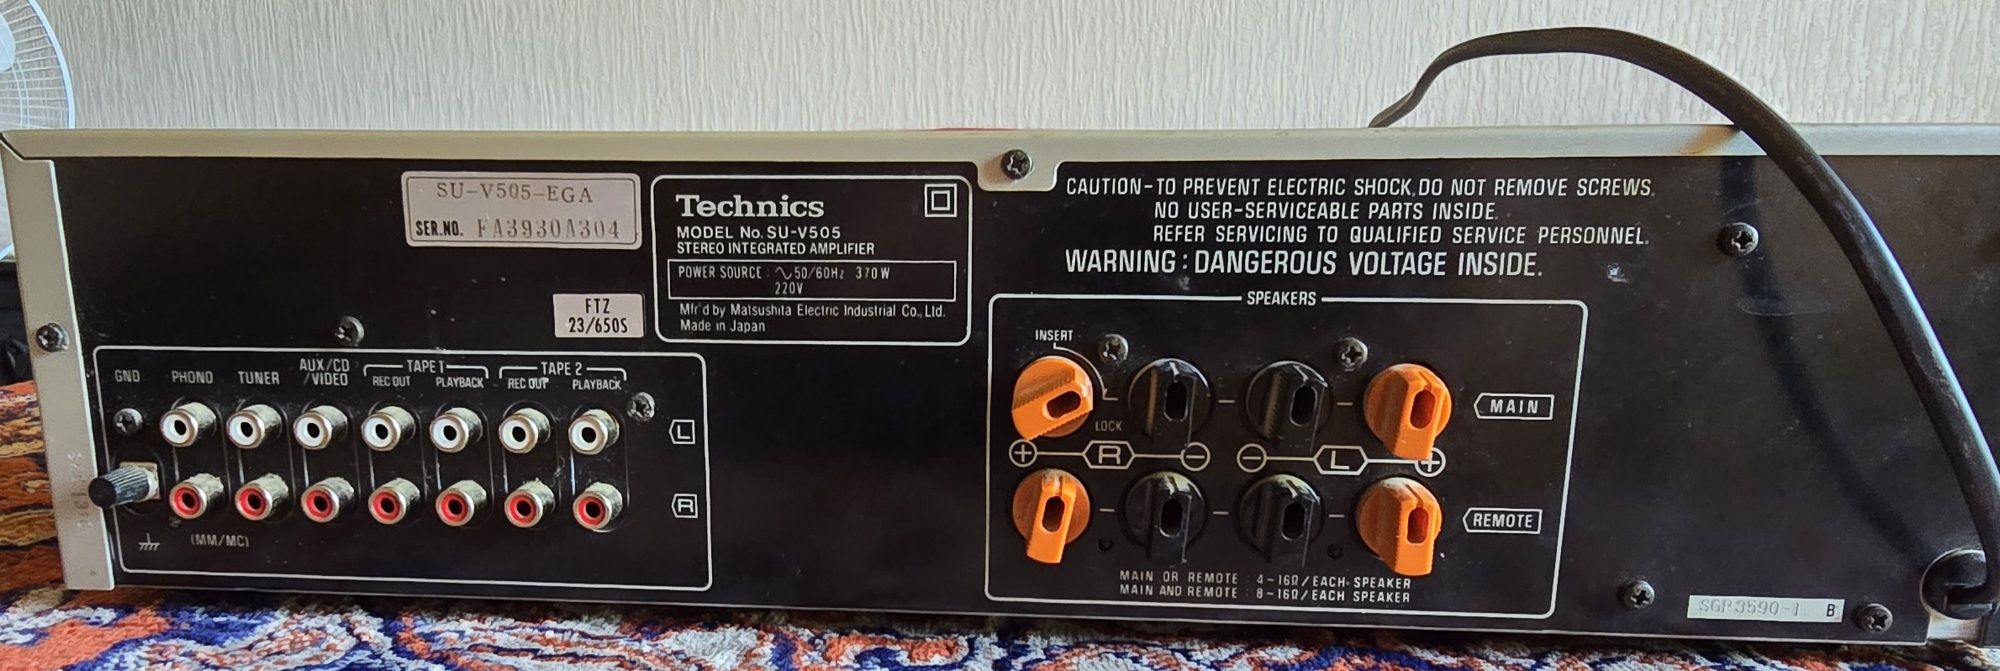 SU-V505-EGA
SER.NO. FA3930A304
Technics
MODEL No. SU-V505
STEREO INTEGRATED AMPLIFIER
POWER SOURCE : ∿50/60Hz 370W
220V
Mfr'd by Matsushita Electric Industrial Co., Ltd.
Made in Japan
FTZ
23/650S
CAUTION-TO PREVENT ELECTRIC SHOCK, DO NOT REMOVE SCREWS.
NO USER-SERVICEABLE PARTS INSIDE.
REFER SERVICING TO QUALIFIED SERVICE PERSONNEL.
WARNING : DANGEROUS VOLTAGE INSIDE.
GND PHONO TUNER AUX/CD
/VIDEO
TAPE 1
REC OUT PLAYBACK
TAPE 2
REC OUT PLAYBACK
L
R
(MM/MC)
SPEAKERS
INSERT
LOCK
MAIN
+ R - - L +
REMOTE
MAIN OR REMOTE : 4-16Ω/EACH SPEAKER
MAIN AND REMOTE : 8-16Ω/EACH SPEAKER
SGP3590-1 B